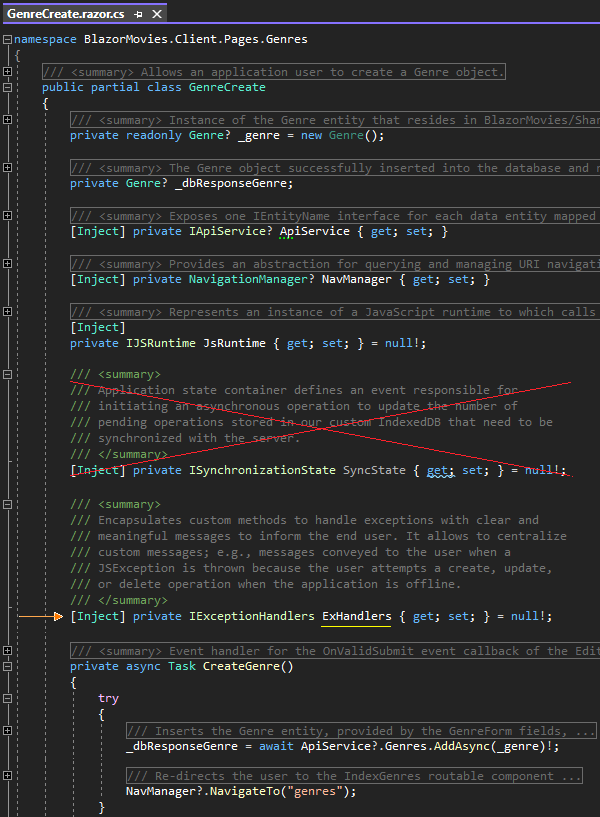 GenreCreate.razor.cs
namespace BlazorMovies.Client.Pages.Genres
{
/// <summary> Allows an application user to create a Genre object.
public partial class GenreCreate
{
/// <summary> Instance of the Genre entity that resides in BlazorMovies/Shar
private readonly Genre? _genre = new Genre();
/// <summary> The Genre object successfully inserted into the database and r
private Genre? _dbResponseGenre;
/// <summary> Exposes one IEntityName interface for each data entity mapped
[Inject] private IApiService? ApiService { get; set; }
/// <summary> Provides an abstraction for querying and managing URI navigati
[Inject] private NavigationManager? NavManager { get; set; }
/// <summary> Represents an instance of a JavaScript runtime to which calls
[Inject]
private IJSRuntime JsRuntime { get; set; } = null!;
/// <summary>
/// Application state container defines an event responsible for
/// initiating an asynchronous operation to update the number of
/// pending operations stored in our custom IndexedDB that need to be
/// synchronized with the server.
/// </summary>
[Inject] private ISynchronizationState SyncState { get; set; } = null!;
/// <summary>
/// Encapsulates custom methods to handle exceptions with clear and
/// meaningful messages to inform the end user. It allows to centralize
/// custom messages; e.g., messages conveyed to the user when a
/// JSException is thrown because the user attempts a create, update,
/// or delete operation when the application is offline.
/// </summary>
[Inject] private IExceptionHandlers ExHandlers { get; set; } = null!;
/// <summary> Event handler for the OnValidSubmit event callback of the Edit
private async Task CreateGenre()
{
try
{
/// Inserts the Genre entity, provided by the GenreForm fields, ...
_dbResponseGenre = await ApiService?.Genres.AddAsync(_genre)!;
/// Re-directs the user to the IndexGenres routable component ...
NavManager?.NavigateTo("genres");
}